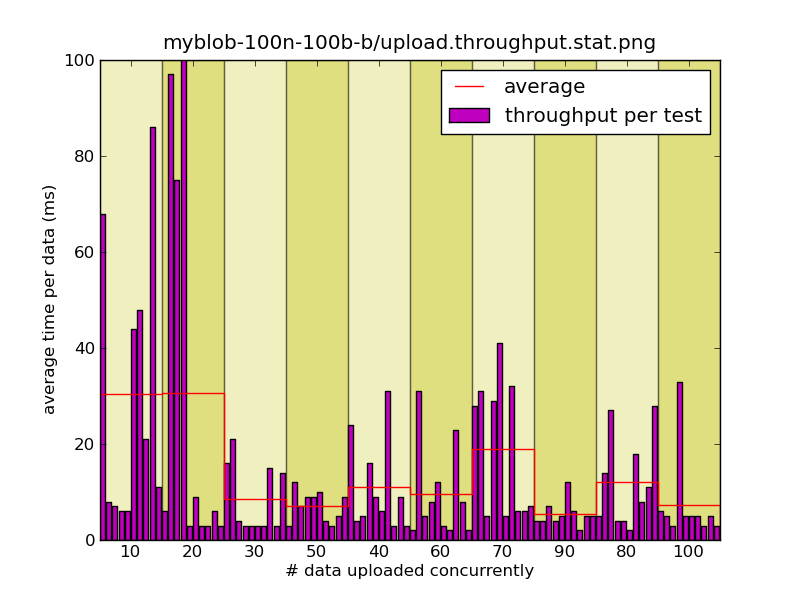 myblob-100n-100b-b/upload.throughput.stat.png
average
throughput per test
average time per data (ms)
100
80
60
40
20
0
10 20 30 50 40 60 70 90 80 100
# data uploaded concurrently